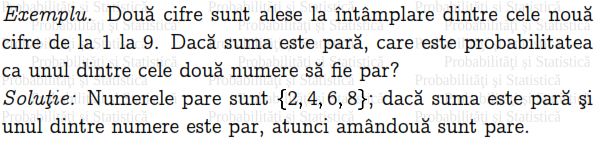 Exemplu. Două cifre sunt alese la întâmplare dintre cele nouă
cifre de la 1 la 9. Dacă suma este pară, care este probabilitatea
ca unul dintre cele două numere să fie par?
Soluţie: Numerele pare sunt {2, 4, 6, 8}; dacă suma este pară şi
unul dintre numere este par, atunci amândouă sunt pare.